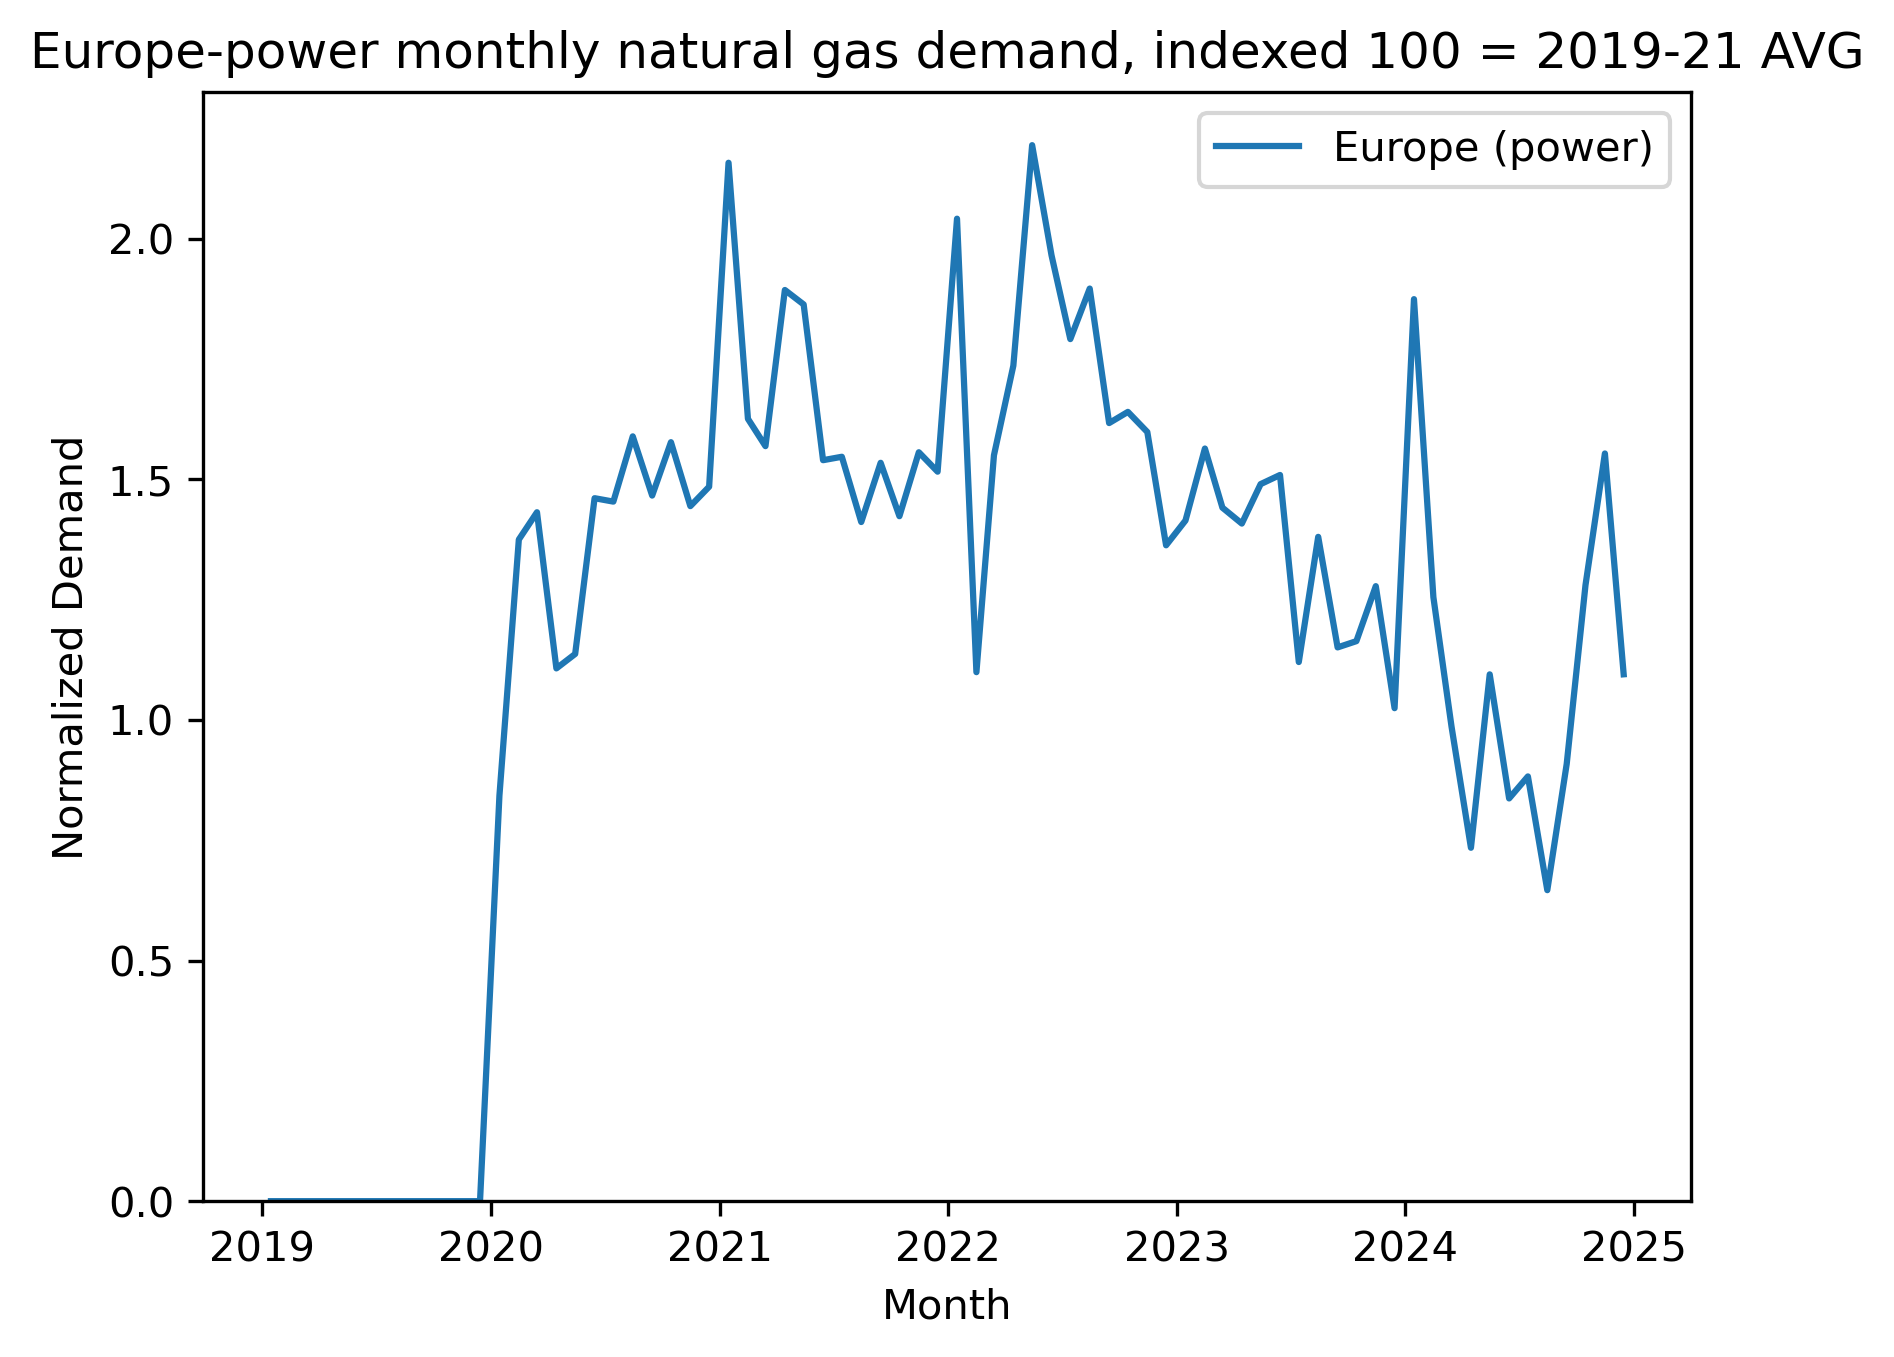 Europe-power monthly natural gas demand, indexed 100 = 2019-21 AVG
Europe (power)
Normalized Demand
2.0
1.5
1.0
0.5
0.0
2019 2020 2021 2022 2023 2024 2025
Month